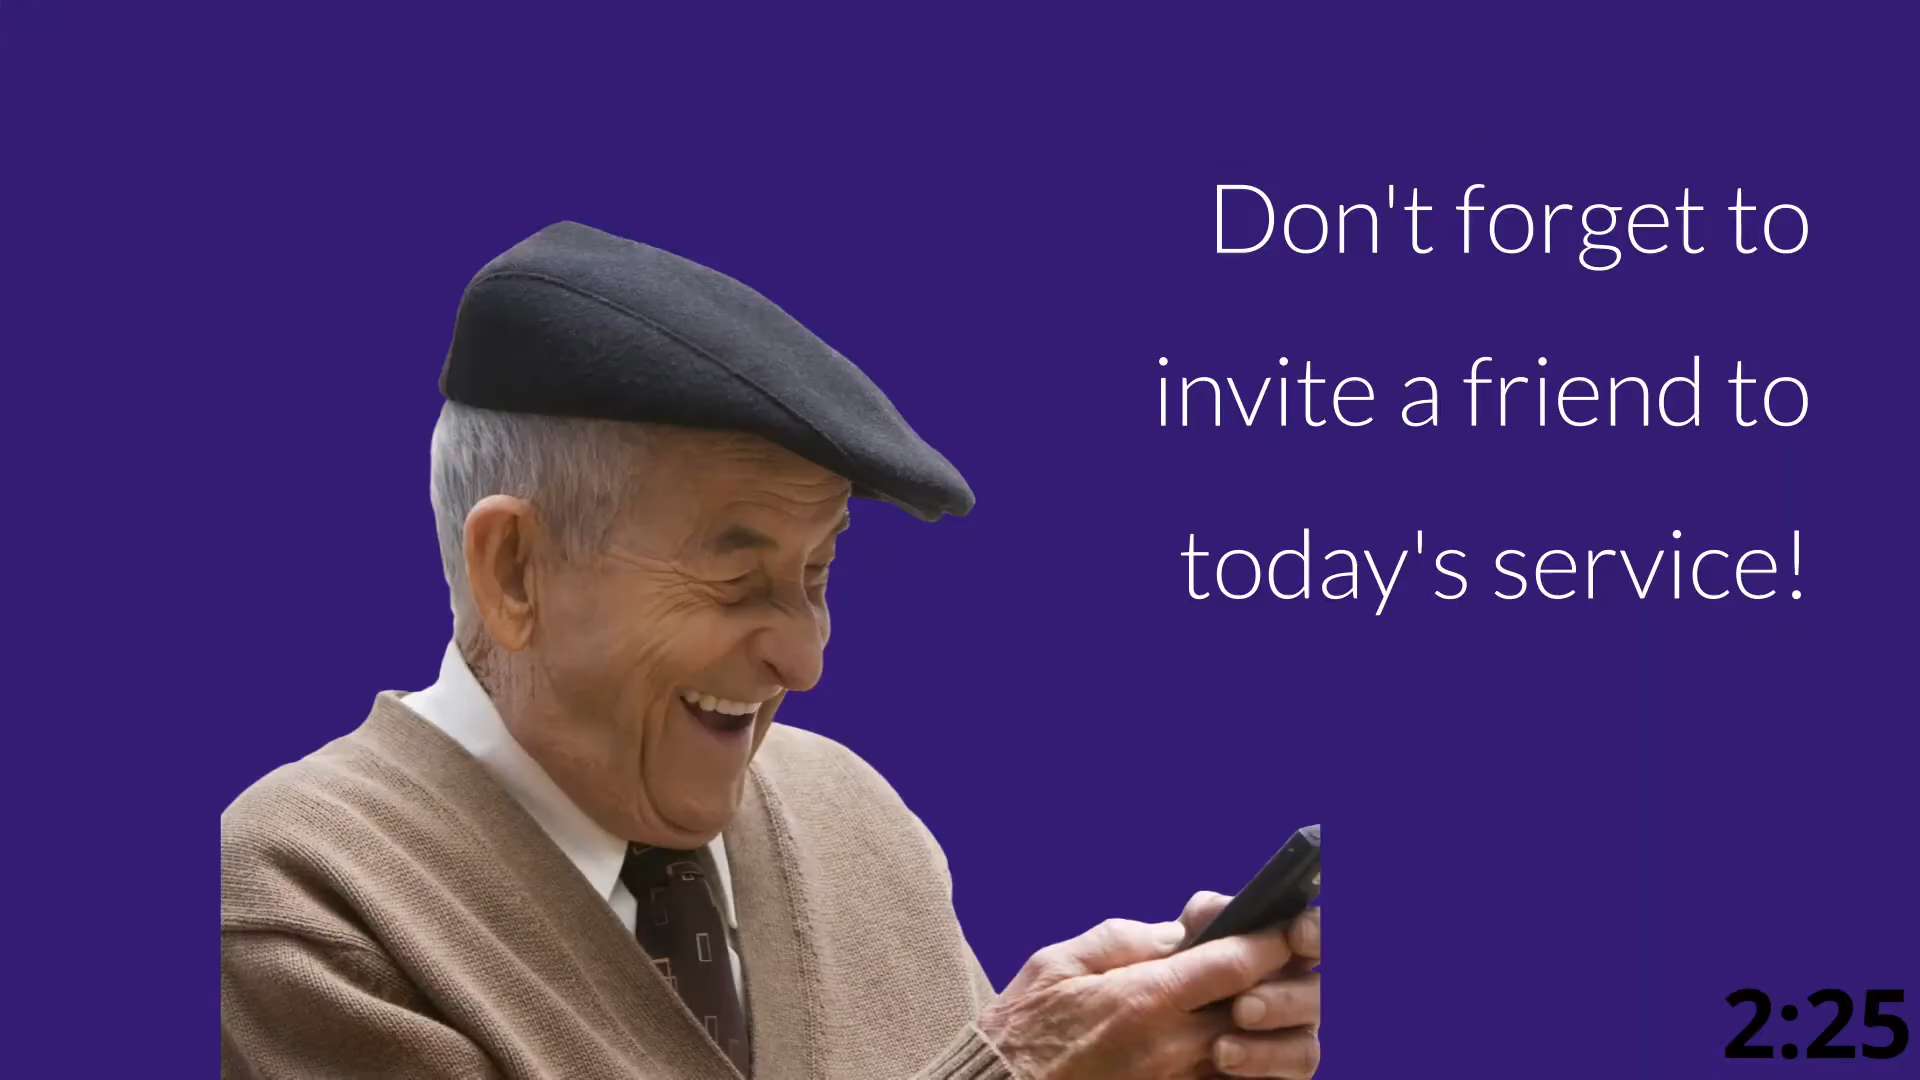 Don't forget to
invite a friend to
today's service!
2:25